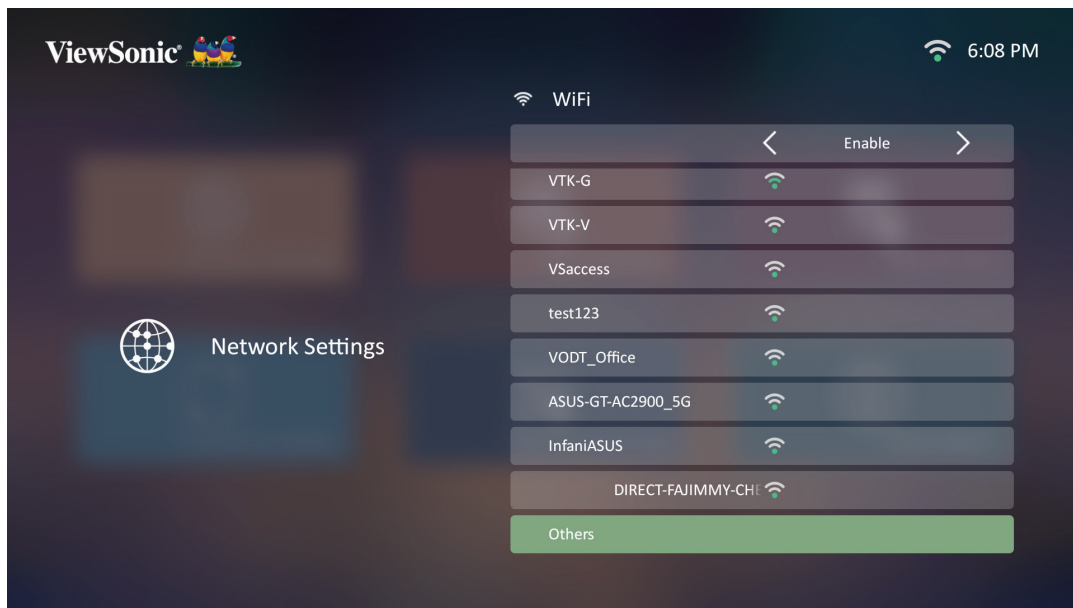 ViewSonic®
6:08 PM
WiFi
Enable
VTK-G
VTK-V
VSaccess
test123
Network Settings
VODT_Office
ASUS-GT-AC2900_5G
InfaniASUS
DIRECT-FAJIMMY-CHE
Others